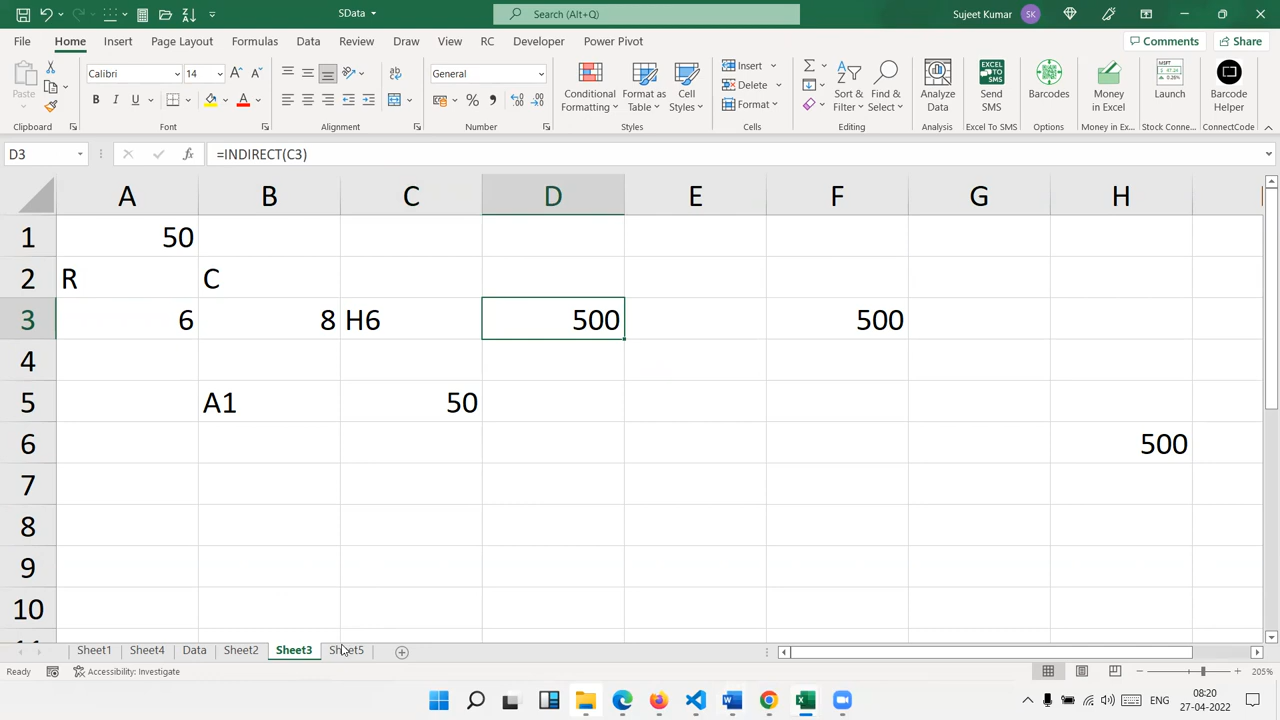 SData
Search (Alt+Q)
Sujeet Kumar SK
File Home Insert Page Layout Formulas Data Review View Draw RC Developer Power Pivot Comments Share
Calibri 14 General
Paste
B I U A
Conditional Formatting
Format as Table
Cell Styles
Insert
Delete
Format
Sort & Filter
Find & Select
Analyze Data
Send SMS
Barcodes
Money in Excel
Launch
Barcode Helper
Clipboard Font Alignment Number Styles Cells Editing Analysis Excel To SMS Options Money in Ex... Stock Conne... ConnectCode
D3 fx =INDIRECT(C3)
A B C D E F G H
1 50
2 R C
3 6 8 H6 500 500
4
5 A1 50
6 500
7
8
9
10
Sheet1 Sheet4 Data Sheet2 Sheet3 Sheet5
Ready Accessibility: Investigate 205%
ENG 08:20
27-04-2022